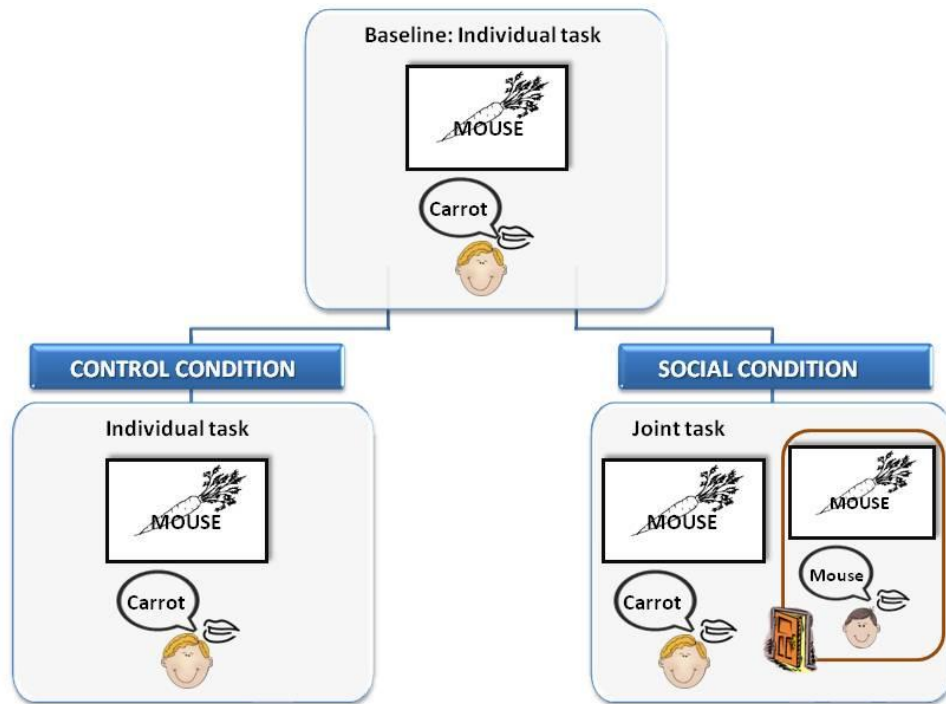 Baseline: Individual task
MOUSE
Carrot
CONTROL CONDITION
Individual task
MOUSE
Carrot
SOCIAL CONDITION
Joint task
MOUSE
Carrot
MOUSE
Mouse